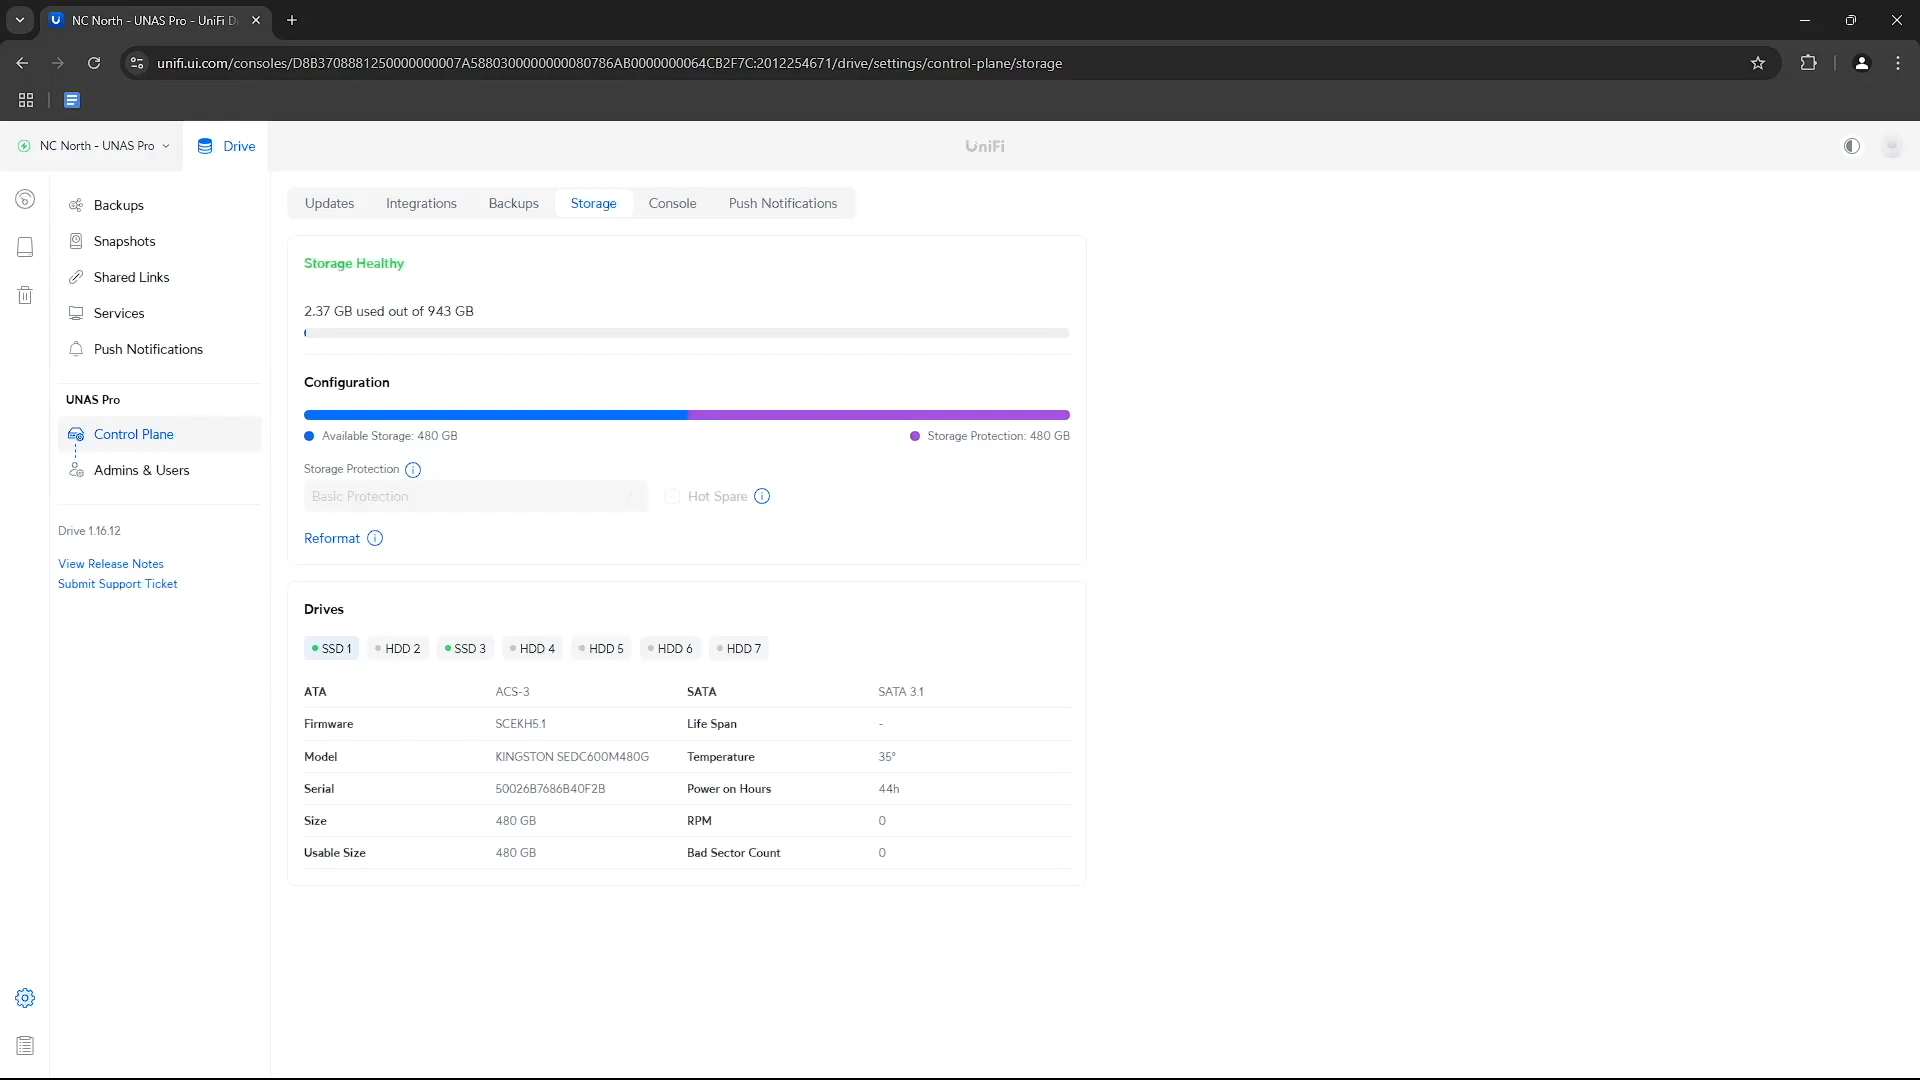 NC North - UNAS Pro - UniFi D
unifi.ui.com/consoles/D8B3708881250000000007A5880300000000080786AB0000000064CB2F7C:2012254671/drive/settings/control-plane/storage
NC North - UNAS Pro
Drive
UniFi
Backups
Snapshots
Shared Links
Services
Push Notifications
UNAS Pro
Control Plane
Admins & Users
Drive 1.16.12
View Release Notes
Submit Support Ticket
Updates
Integrations
Backups
Storage
Console
Push Notifications
Storage Healthy
2.37 GB used out of 943 GB
Configuration
Available Storage: 480 GB
Storage Protection: 480 GB
Storage Protection
Basic Protection
Hot Spare
Reformat
Drives
SSD 1
HDD 2
SSD 3
HDD 4
HDD 5
HDD 6
HDD 7
ATA ACS-3 SATA SATA 3.1
Firmware SCEKH5.1 Life Span -
Model KINGSTON SEDC600M480G Temperature 35°
Serial 50026B7686B40F2B Power on Hours 44h
Size 480 GB RPM 0
Usable Size 480 GB Bad Sector Count 0